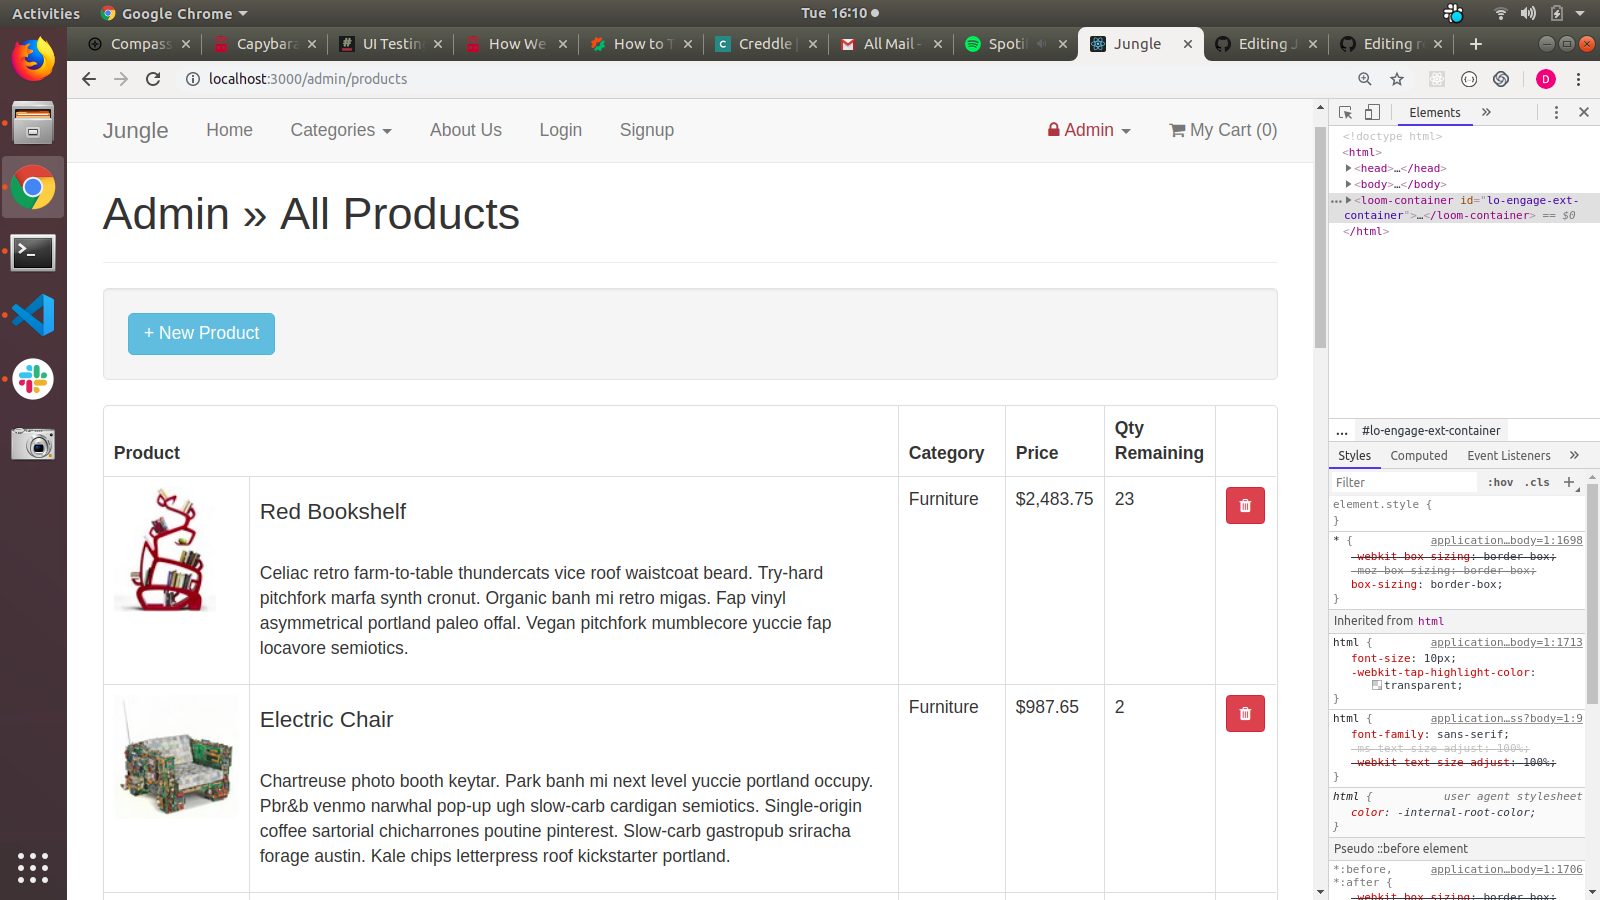 Activities
Google Chrome
Tue 16:10
Compass
Capybara
UI Testin
How We
How to T
Creddle
All Mail -
Spoti
Jungle
Editing J
Editing r
localhost:3000/admin/products
D
Jungle
Home
Categories
About Us
Login
Signup
Admin
My Cart (0)
Admin » All Products
+ New Product
Product
Category
Price
Qty
Remaining
Red Bookshelf
Furniture
$2,483.75
23
Celiac retro farm-to-table thundercats vice roof waistcoat beard. Try-hard
pitchfork marfa synth cronut. Organic banh mi retro migas. Fap vinyl
asymmetrical portland paleo offal. Vegan pitchfork mumblecore yuccie fap
locavore semiotics.
Electric Chair
Furniture
$987.65
2
Chartreuse photo booth keytar. Park banh mi next level yuccie portland occupy.
Pbr&b venmo narwhal pop-up ugh slow-carb cardigan semiotics. Single-origin
coffee sartorial chicharrones poutine pinterest. Slow-carb gastropub sriracha
forage austin. Kale chips letterpress roof kickstarter portland.
Elements
<!doctype html>
<html>
<head>…</head>
<body>…</body>
<loom-container id="lo-engage-ext-
container">…</loom-container> == $0
</html>
... #lo-engage-ext-container
Styles
Computed
Event Listeners
Filter
:hov
.cls
element.style {
}
* {
application…body=1:1698
-webkit-box-sizing: border-box;
-moz-box-sizing: border-box;
box-sizing: border-box;
}
Inherited from html
html {
application…body=1:1713
font-size: 10px;
-webkit-tap-highlight-color:
transparent;
}
html {
application…ss?body=1:9
font-family: sans-serif;
-ms-text-size-adjust: 100%;
-webkit-text-size-adjust: 100%;
}
html {
user agent stylesheet
color: -internal-root-color;
}
Pseudo ::before element
*:before,
application…body=1:1706
*:after {
-webkit-box-sizing: border-box;